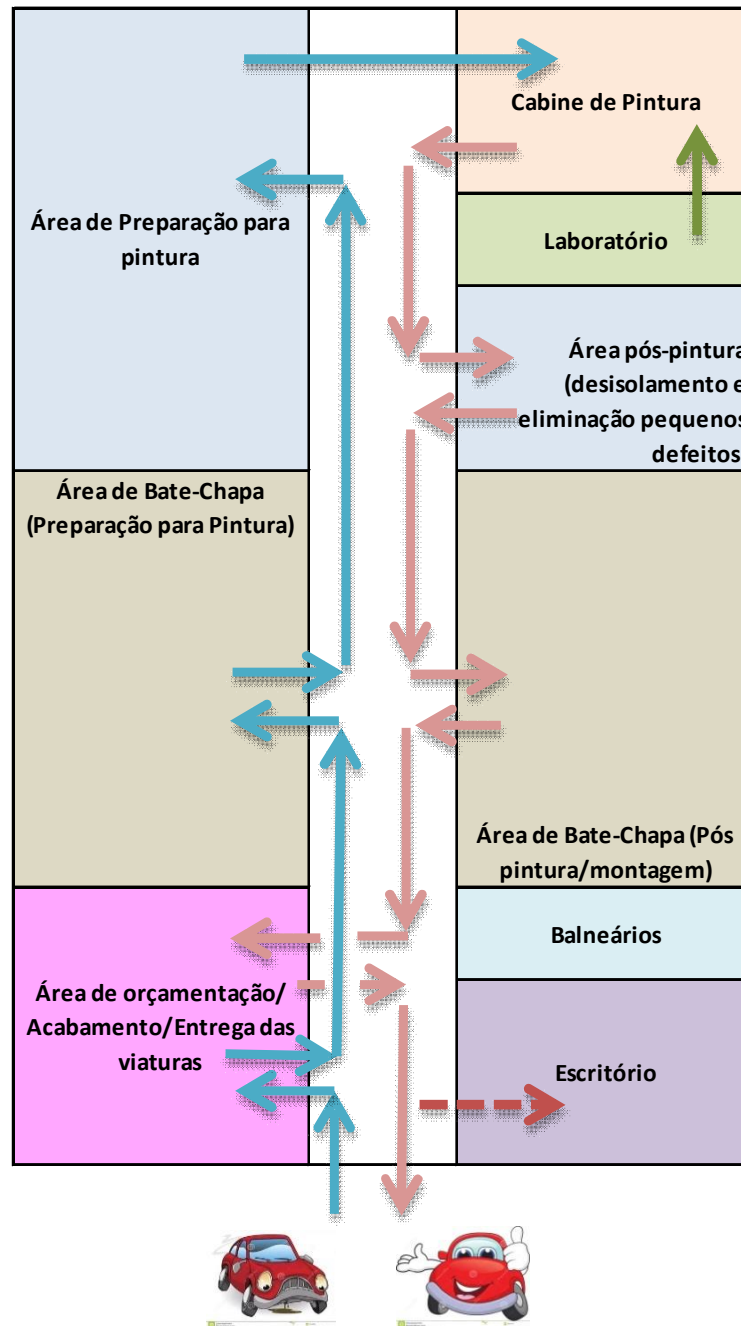 Cabine de Pintura
Área de Preparação para
pintura
Laboratório
Área pós-pintura
(desisolamento e
eliminação pequenos
defeitos
Área de Bate-Chapa
(Preparação para Pintura)
Área de Bate-Chapa (Pós
pintura/montagem)
Balneários
Área de orçamentação/
Acabamento/Entrega das
viaturas
Escritório